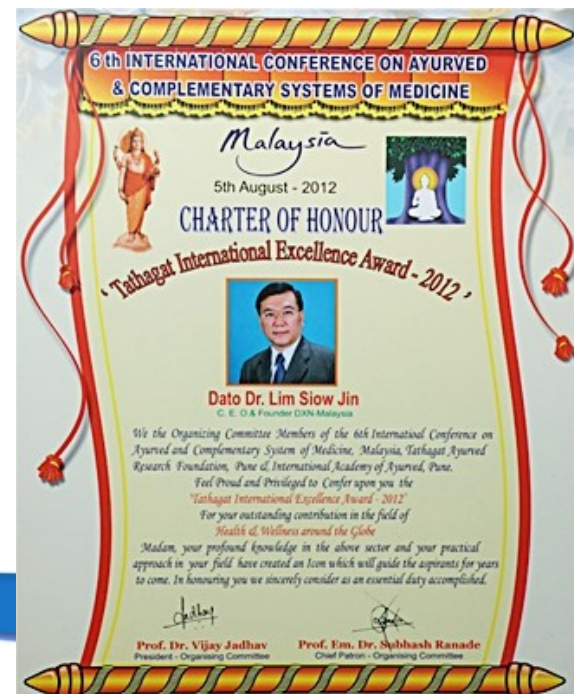 6 th INTERNATIONAL CONFERENCE ON AYURVED
& COMPLEMENTARY SYSTEMS OF MEDICINE
Malaysia
5th August - 2012
CHARTER OF HONOUR
‘ Tathagat International Excellence Award - 2012 ’
Dato Dr. Lim Siow Jin
C. E. O & Founder DXN-Malaysia
We the Organizing Committee Members of the 6th Internatioal Conference on
Ayurved and Complementary System of Medicine, Malaysia, Tathagat Ayurved
Research Foundation, Pune & International Academy of Ayurved, Pune.
Feel Proud and Privileged to Confer upon you the
'Tathagat International Excellence Award - 2012'
For your outstanding contribution in the field of
Health & Wellness around the Globe
Madam, your profound knowledge in the above sector and your practical
approach in your field have created an Icon which will guide the aspirants for years
to come. In honouring you we sincerely consider as an essential duty accomplished.
Prof. Dr. Vijay Jadhav
President - Organising Committee
Prof. Em. Dr. Subhash Ranade
Chief Patron - Organising Committee